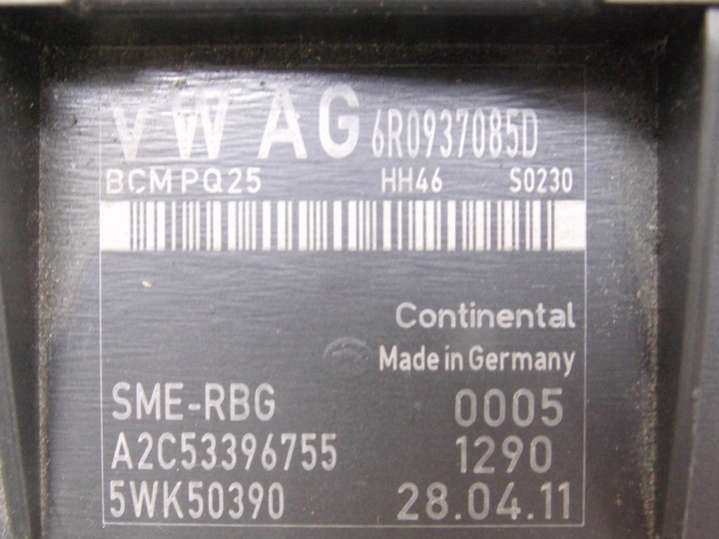 VW AG 6R0937085D
BCM PQ25 HH46 S0230
Continental
Made in Germany
SME-RBG 0005
A2C53396755 1290
5WK50390 28.04.11